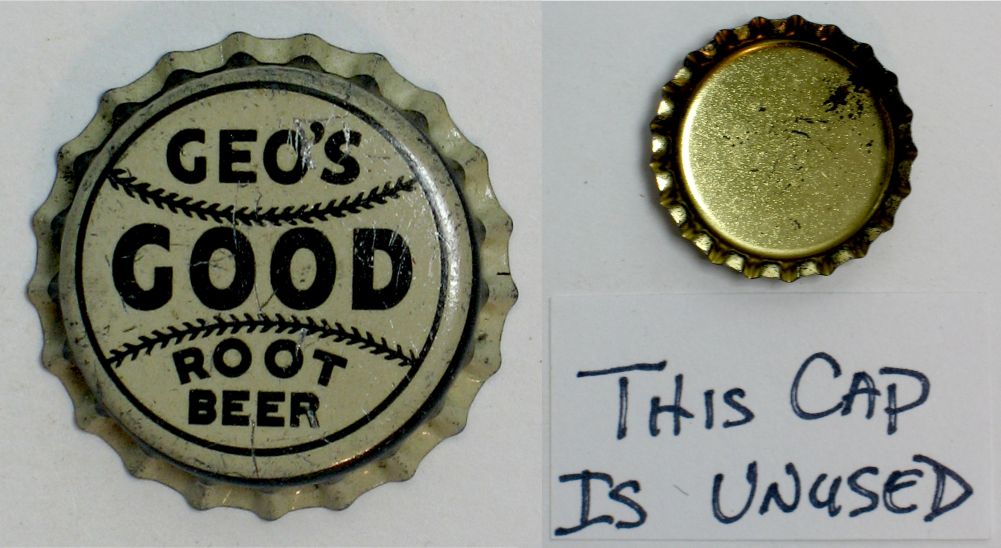 GEO'S
GOOD
ROOT
BEER
THIS CAP
IS UNUSED